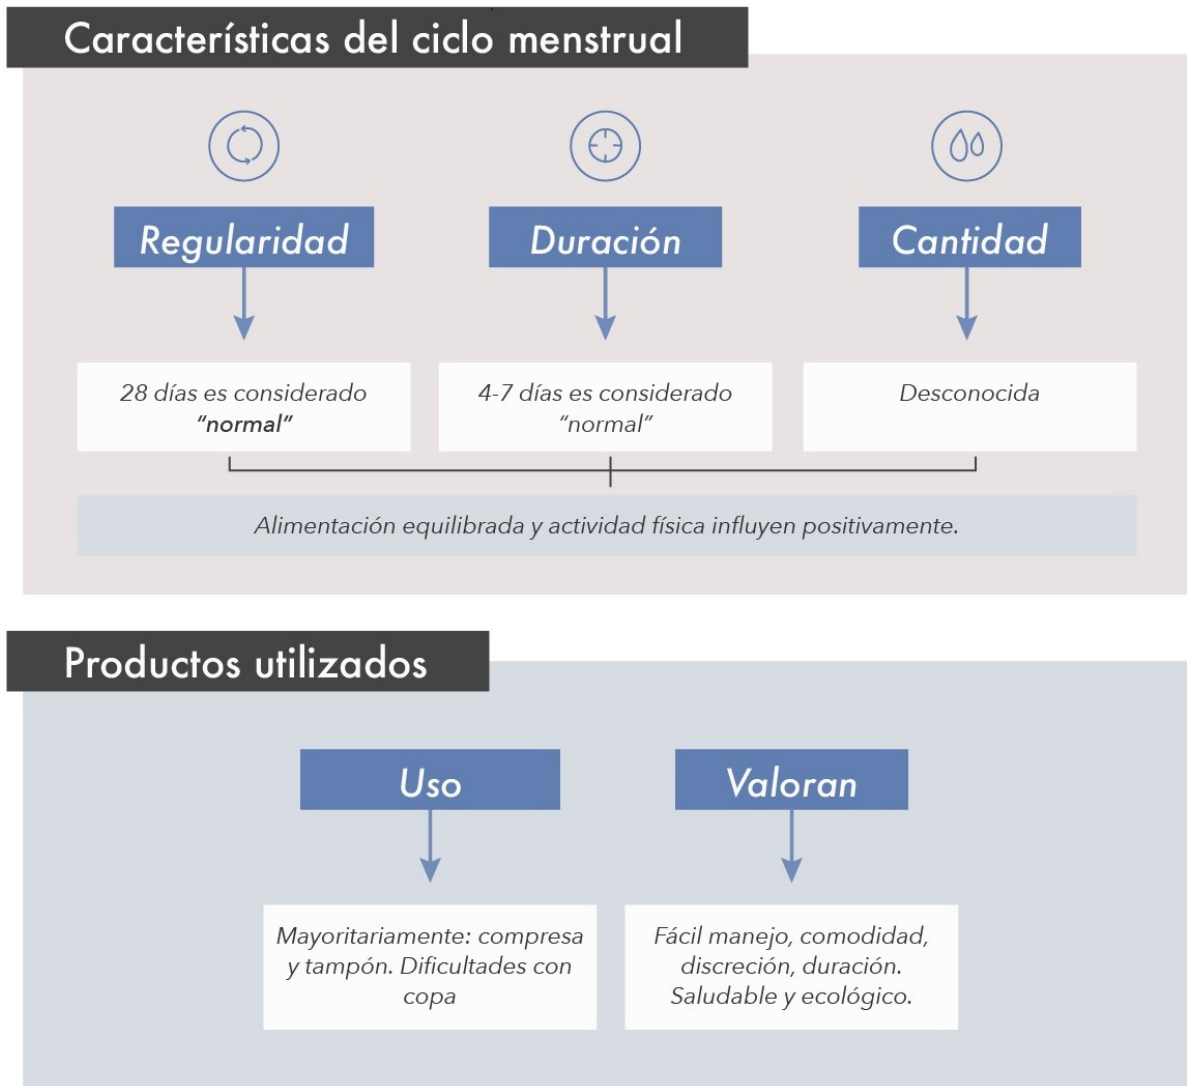 Características del ciclo menstrual
Regularidad
Duración
Cantidad
28 días es considerado
“normal”
4-7 días es considerado
“normal”
Desconocida
Alimentación equilibrada y actividad física influyen positivamente.
Productos utilizados
Uso
Valoran
Mayoritariamente: compresa
y tampón. Dificultades con
copa
Fácil manejo, comodidad,
discreción, duración.
Saludable y ecológico.